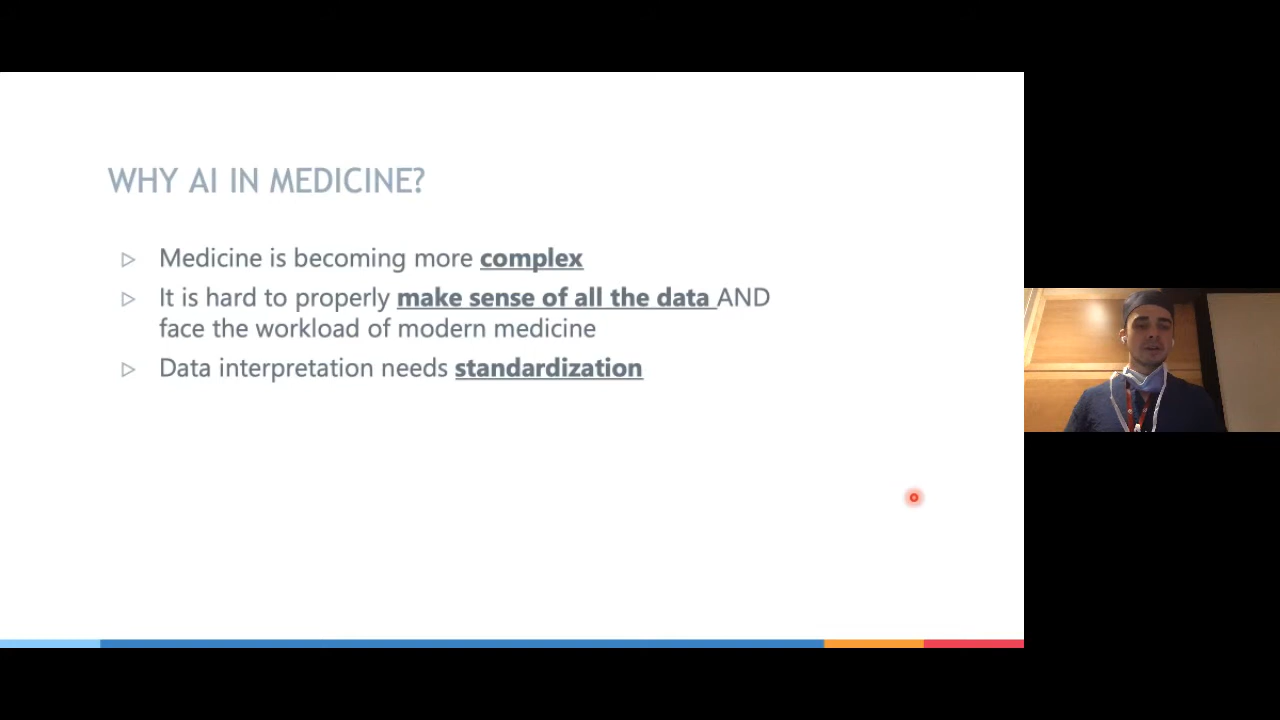 WHY AI IN MEDICINE?
Medicine is becoming more complex
It is hard to properly make sense of all the data AND
face the workload of modern medicine
Data interpretation needs standardization